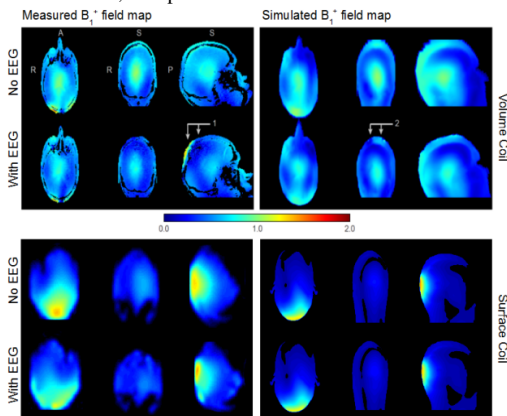 Measured B₁⁺ field map
Simulated B₁⁺ field map
No EEG
A
S
S
R
R
P
With EEG
1
2
Volume Coil
0.0
1.0
2.0
No EEG
With EEG
Surface Coil